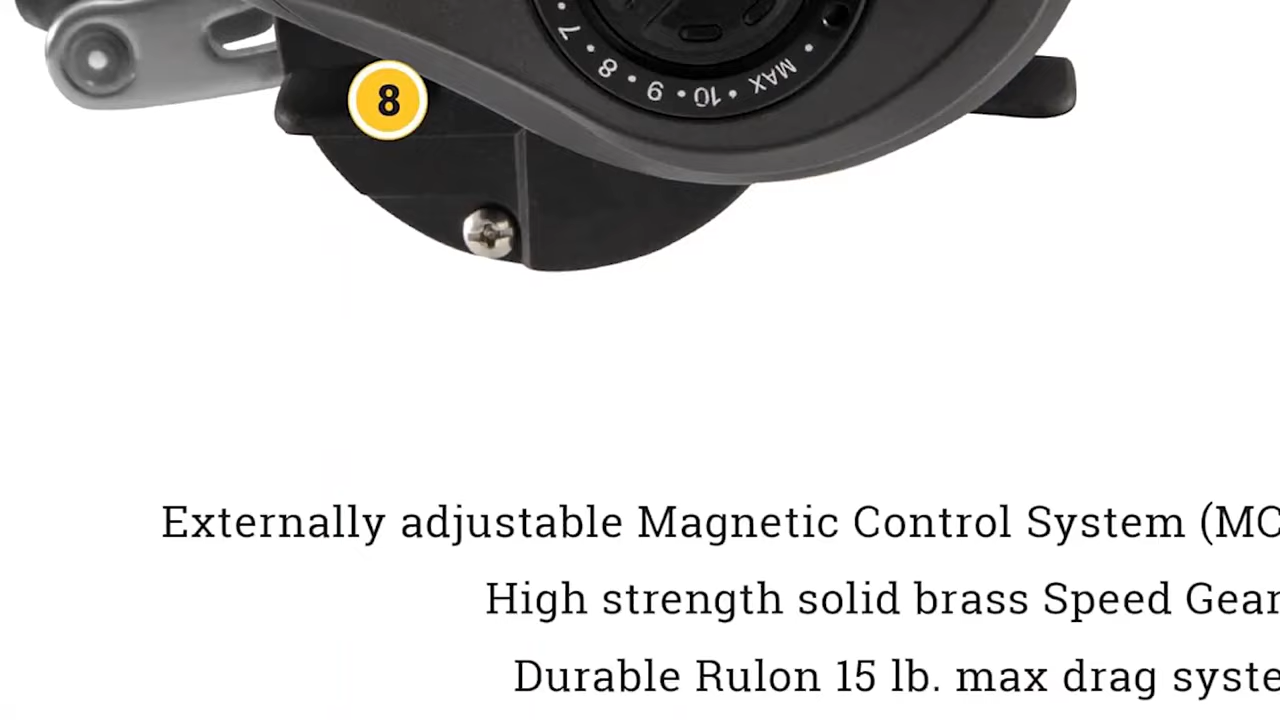 7 • 8 • 9 • 10 • MAX •
8
Externally adjustable Magnetic Control System (MC
High strength solid brass Speed Gear
Durable Rulon 15 lb. max drag syste